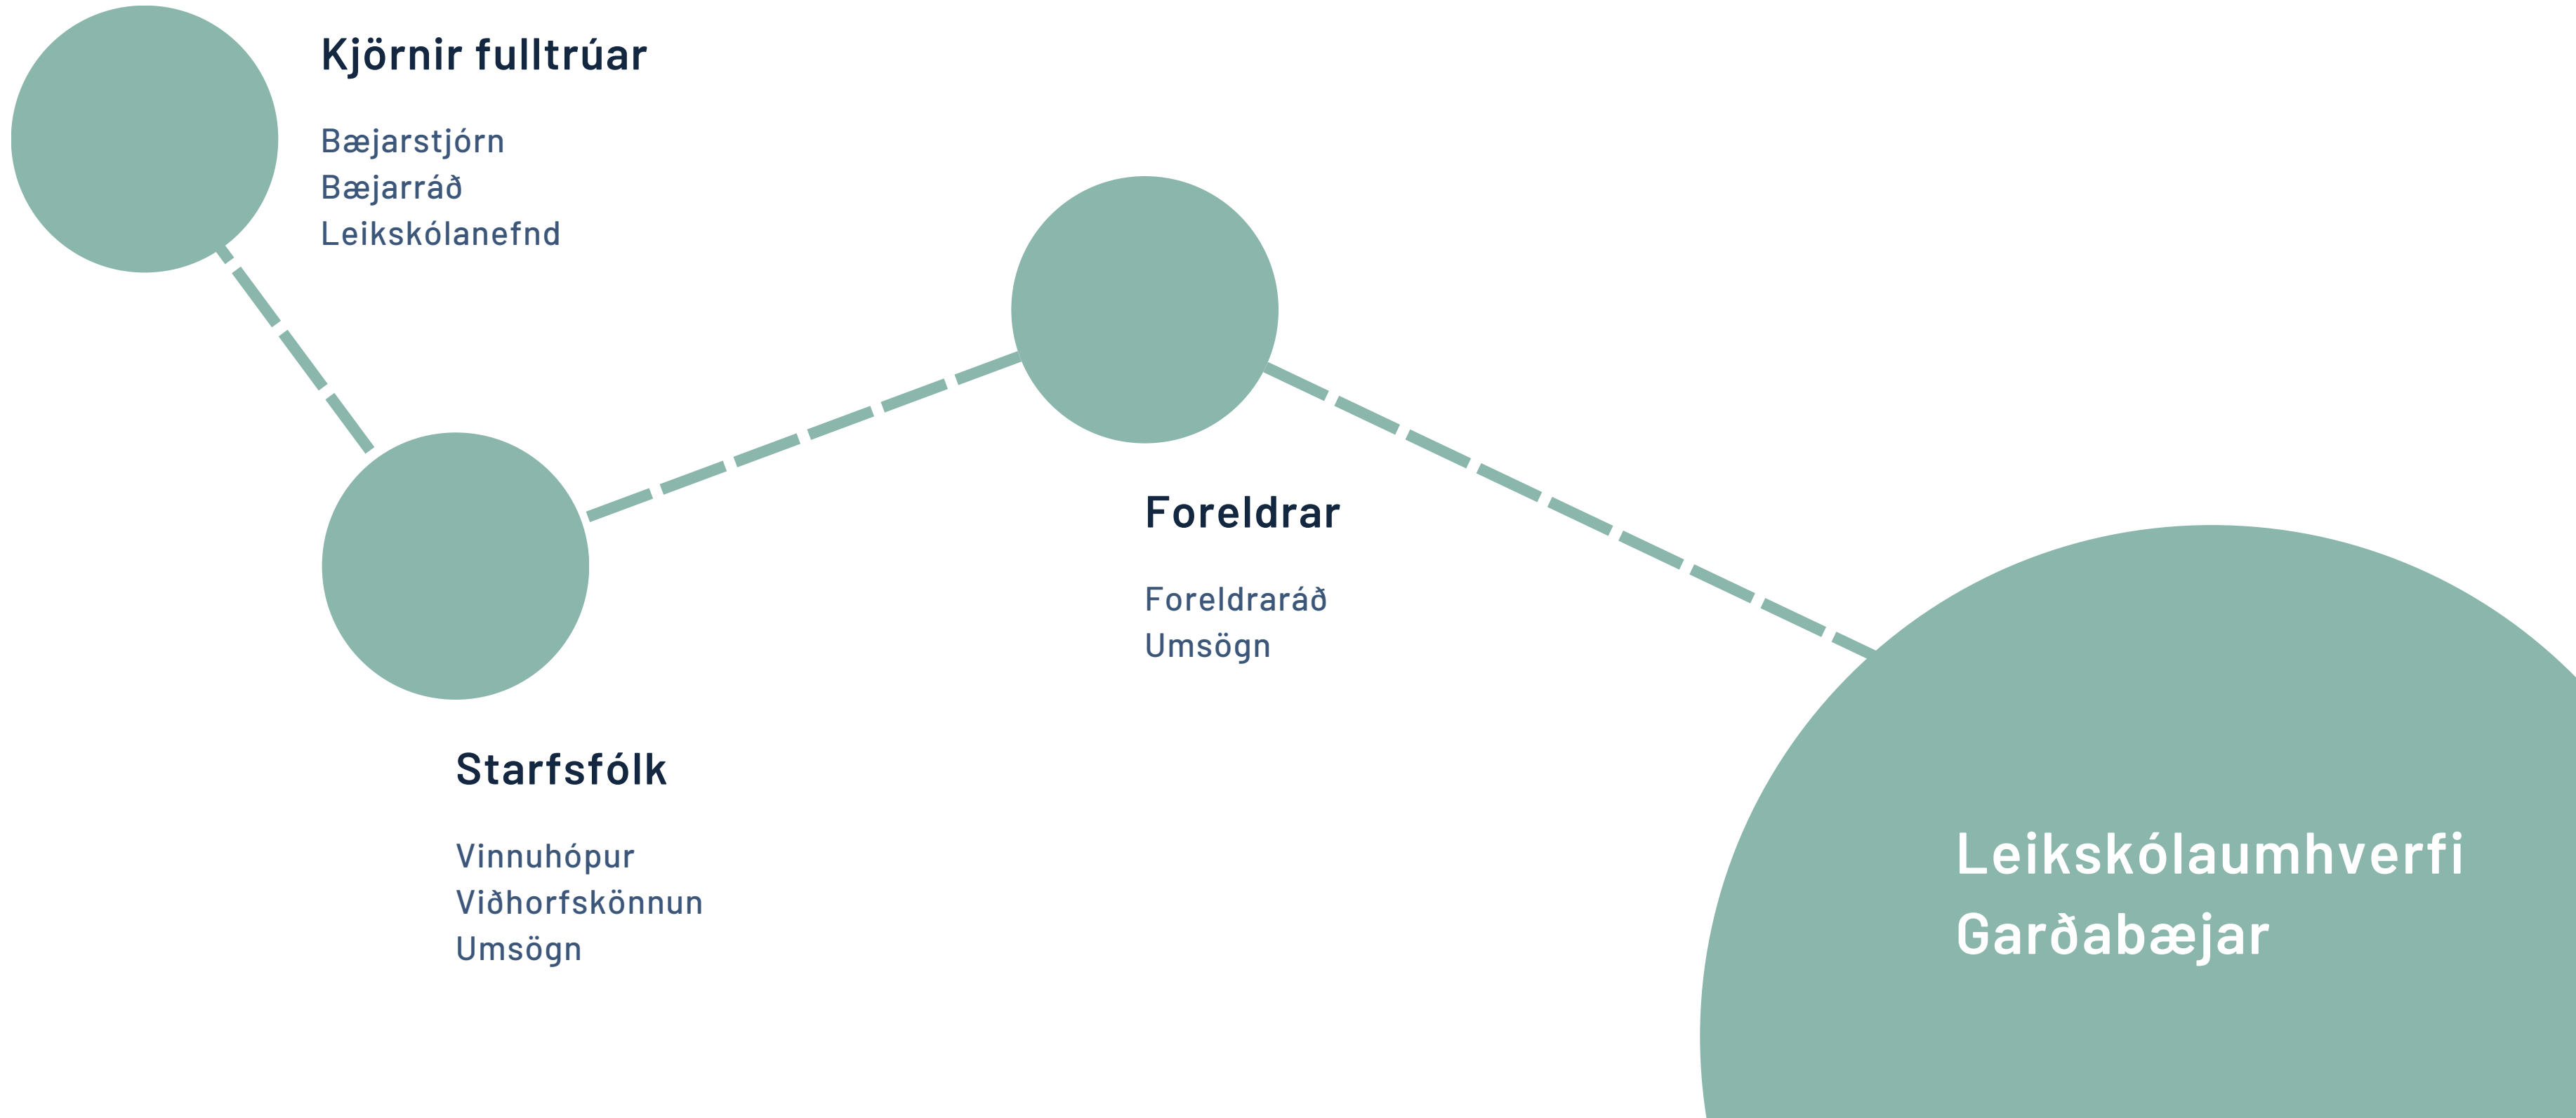 Kjörnir fulltrúar
Bæjarstjórn
Bæjarráð
Leikskólanefnd
Starfsfólk
Vinnuhópur
Viðhorfskönnun
Umsögn
Foreldrar
Foreldraráð
Umsögn
Leikskólaumhverfi
Garðabæjar